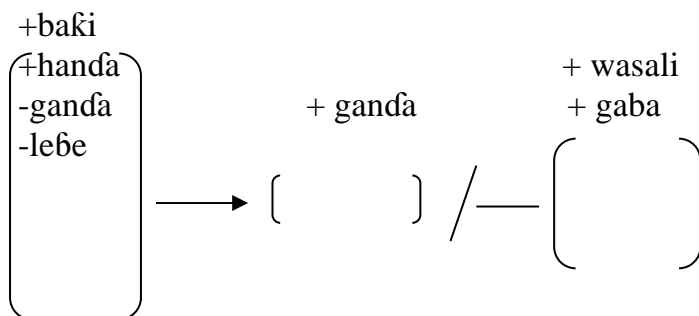 +baƙi
+hanɗa
-ganɗa
-leɓe
+ ganɗa
+ wasali
+ gaba